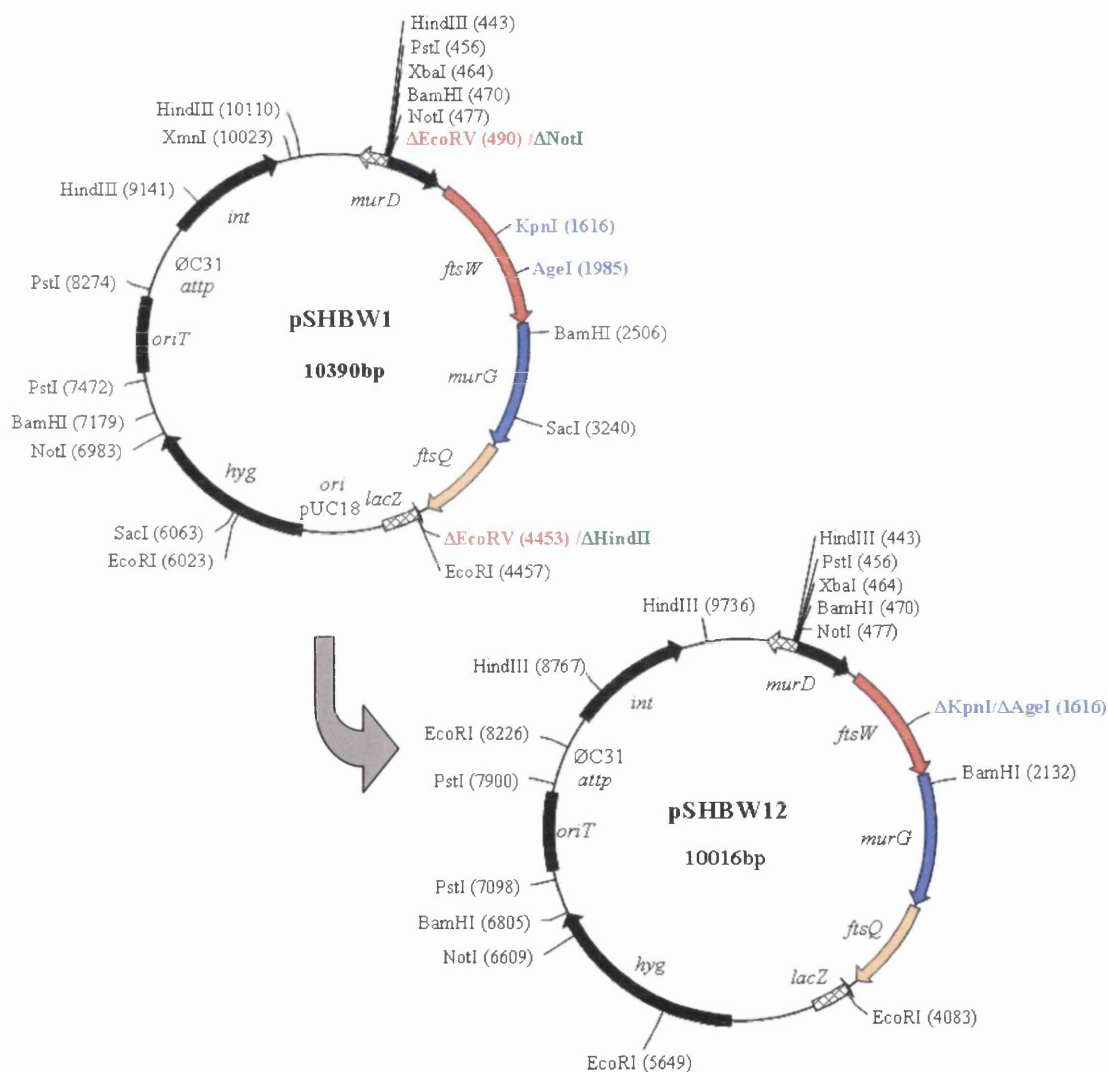 HindIII (443)
PstI (456)
XbaI (464)
BamHI (470)
NotI (477)
ΔEcoRV (490) /ΔNotI
HindIII (10110)
XmnI (10023)
HindIII (9141)
int
murD
KpnI (1616)
ftsW
AgeI (1985)
ØC31
attp
PstI (8274)
pSHBW1
10390bp
BamHI (2506)
oriT
murG
PstI (7472)
BamHI (7179)
NotI (6983)
SacI (3240)
ftsQ
hyg
ori
pUC18
lacZ
SacI (6063)
EcoRI (6023)
ΔEcoRV (4453) /ΔHindII
EcoRI (4457)
HindIII (443)
PstI (456)
XbaI (464)
BamHI (470)
NotI (477)
HindIII (9736)
HindIII (8767)
int
murD
ΔKpnI/ΔAgeI (1616)
ftsW
EcoRI (8226)
ØC31
attp
PstI (7900)
BamHI (2132)
pSHBW12
10016bp
oriT
murG
PstI (7098)
BamHI (6805)
NotI (6609)
ftsQ
hyg
lacZ
EcoRI (4083)
EcoRI (5649)